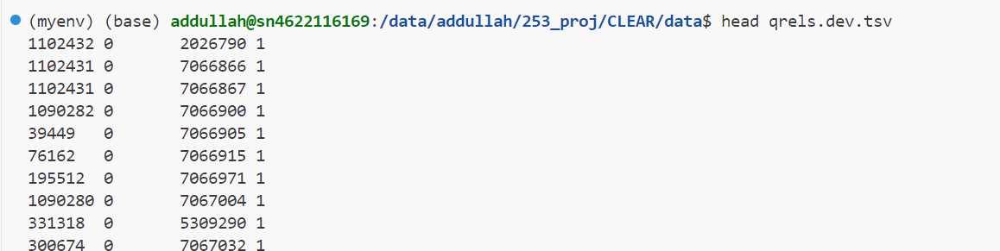 (myenv) (base) addullah@sn4622116169:/data/addullah/253_proj/CLEAR/data$ head qrels.dev.tsv
1102432 0 2026790 1
1102431 0 7066866 1
1102431 0 7066867 1
1090282 0 7066900 1
39449 0 7066905 1
76162 0 7066915 1
195512 0 7066971 1
1090280 0 7067004 1
331318 0 5309290 1
300674 0 7067032 1